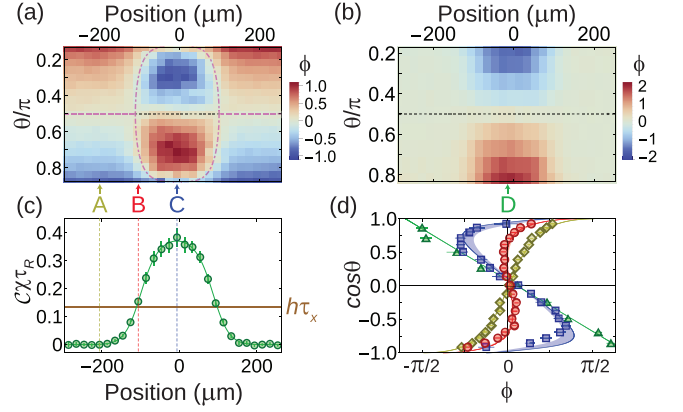 (a) Position (μm) (b) Position (μm)
-200 0 200 -200 0 200
θ/π 0.2 0.4 0.6 0.8 ϕ 1.0 0.5 0 −0.5 −1.0
θ/π 0.2 0.4 0.6 0.8 ϕ 2 1 0 −1 −2
A B C D
(c) (d)
CχτR 0.4 0.3 0.2 0.1 0 hτx
cosθ 1.0 0.5 0 -0.5 -1.0
-200 0 200 -π/2 0 π/2
Position (μm) ϕ